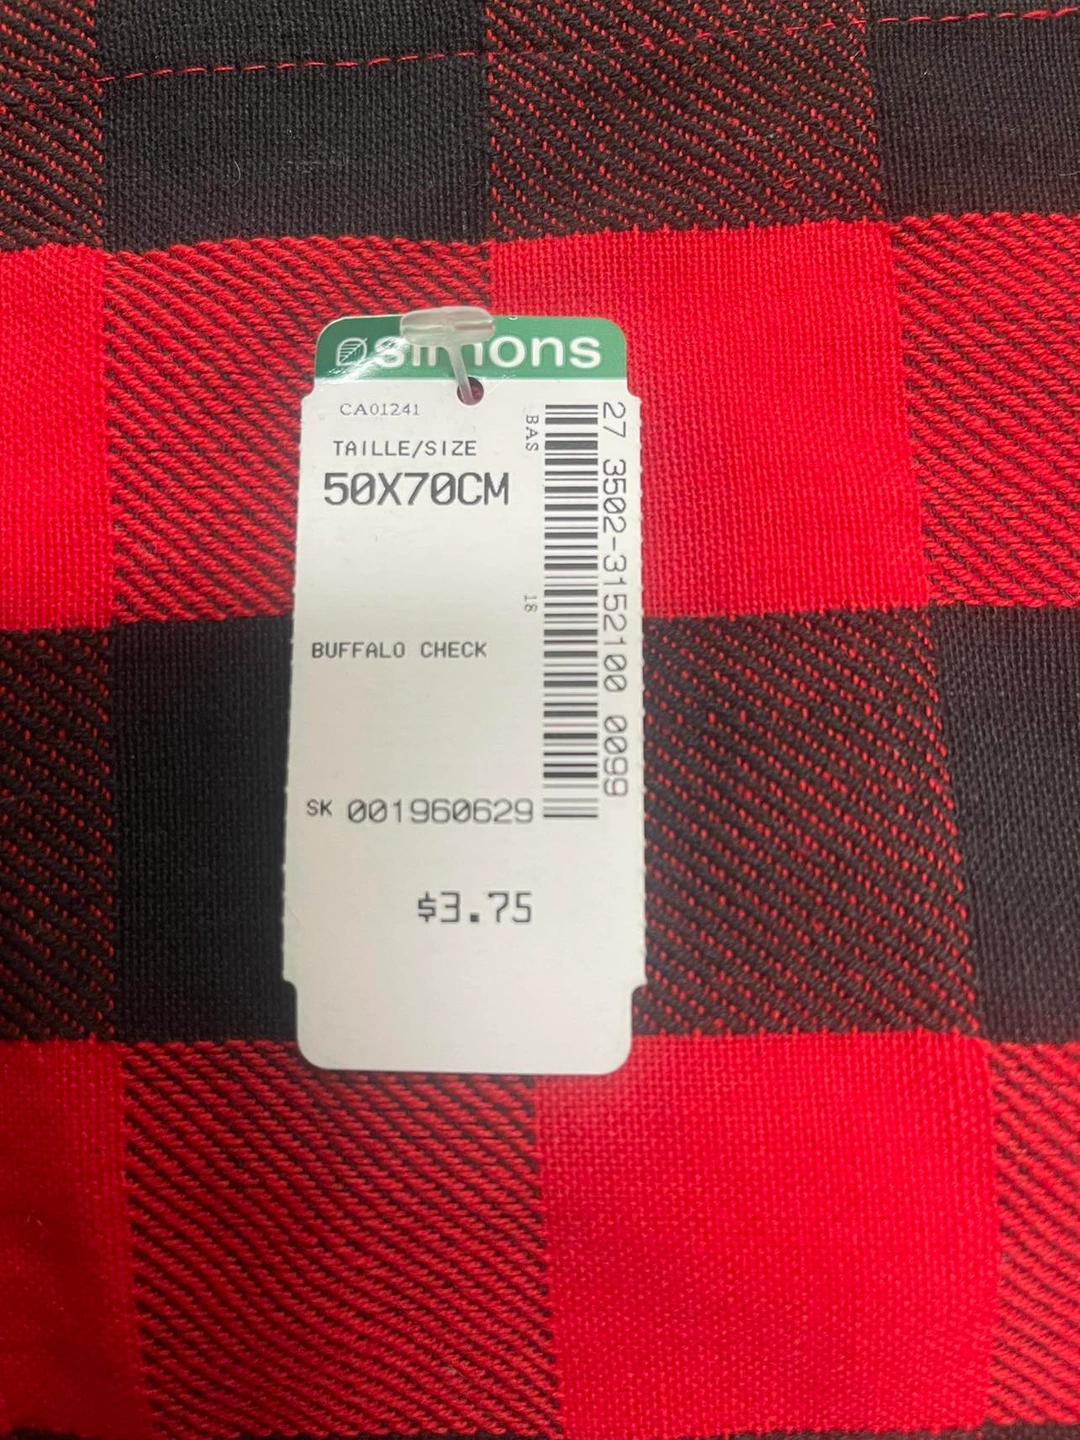 simons
CA01241
TAILLE/SIZE
50X70CM
BAS
18
27 3502-3152100 0099
BUFFALO CHECK
SK 001960629
$3.75